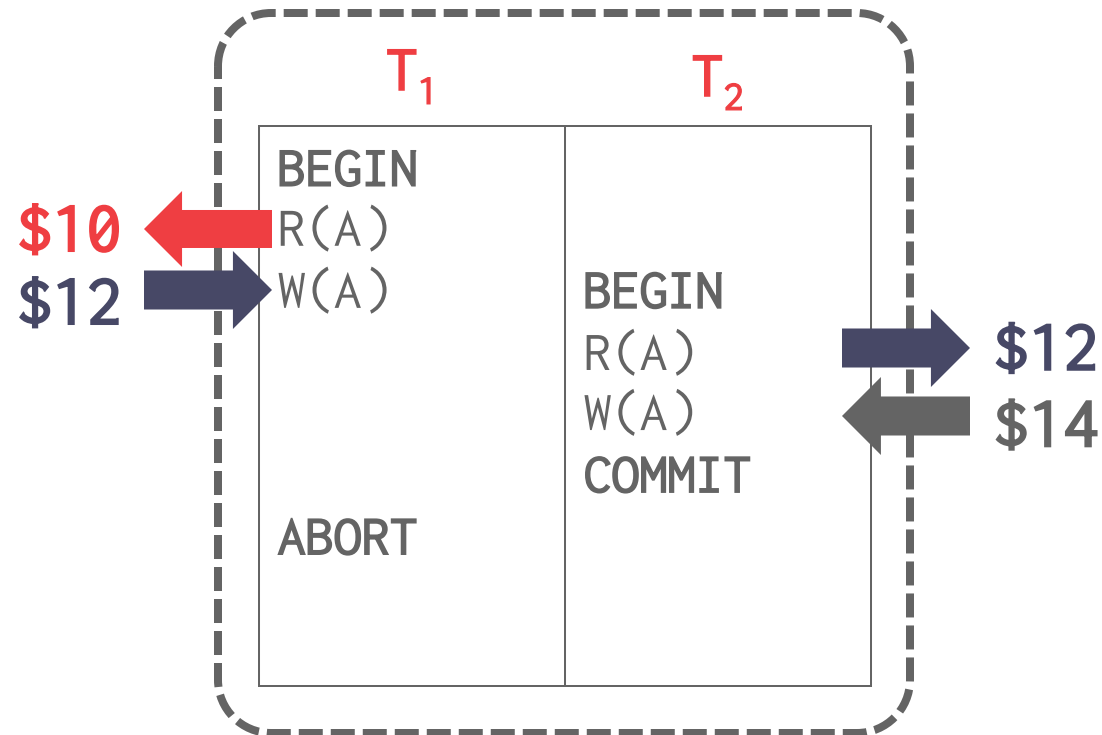 T1 T2
BEGIN
$10 R(A)
$12 W(A)
BEGIN
R(A) $12
W(A) $14
COMMIT
ABORT